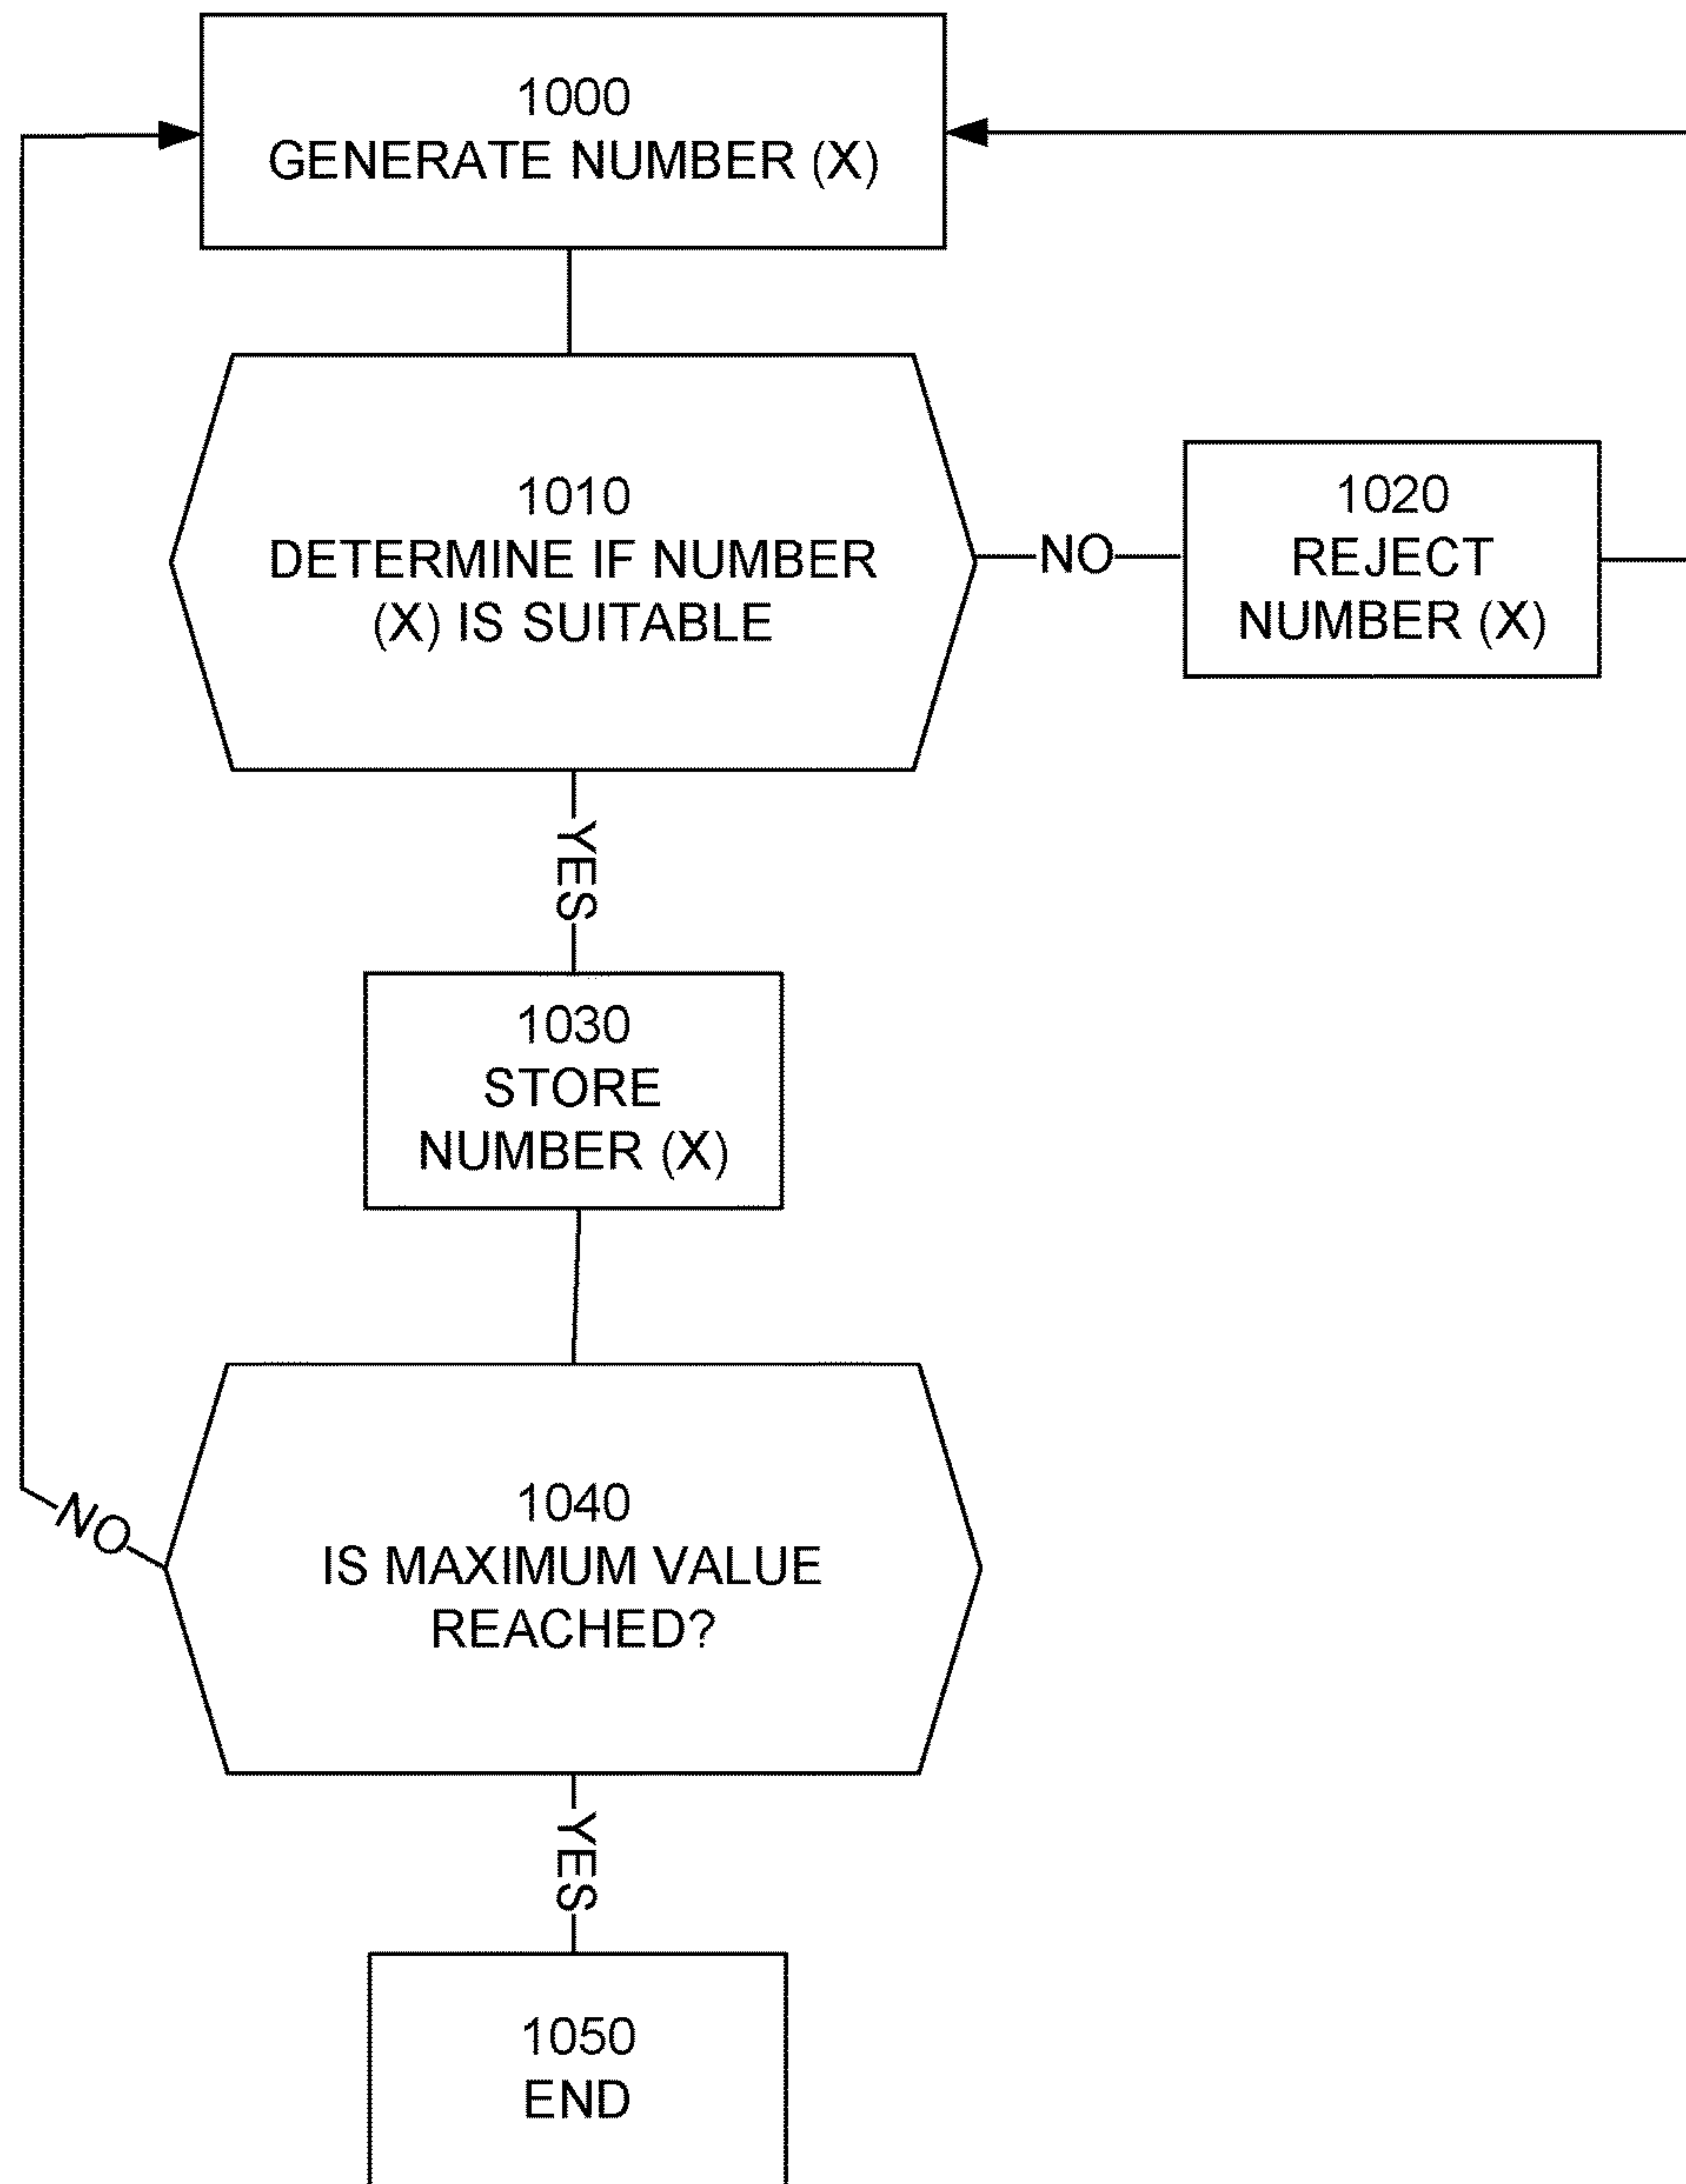 1000
GENERATE NUMBER (X)
1010
DETERMINE IF NUMBER
(X) IS SUITABLE
NO
1020
REJECT
NUMBER (X)
YES
1030
STORE
NUMBER (X)
1040
IS MAXIMUM VALUE
REACHED?
NO
YES
1050
END